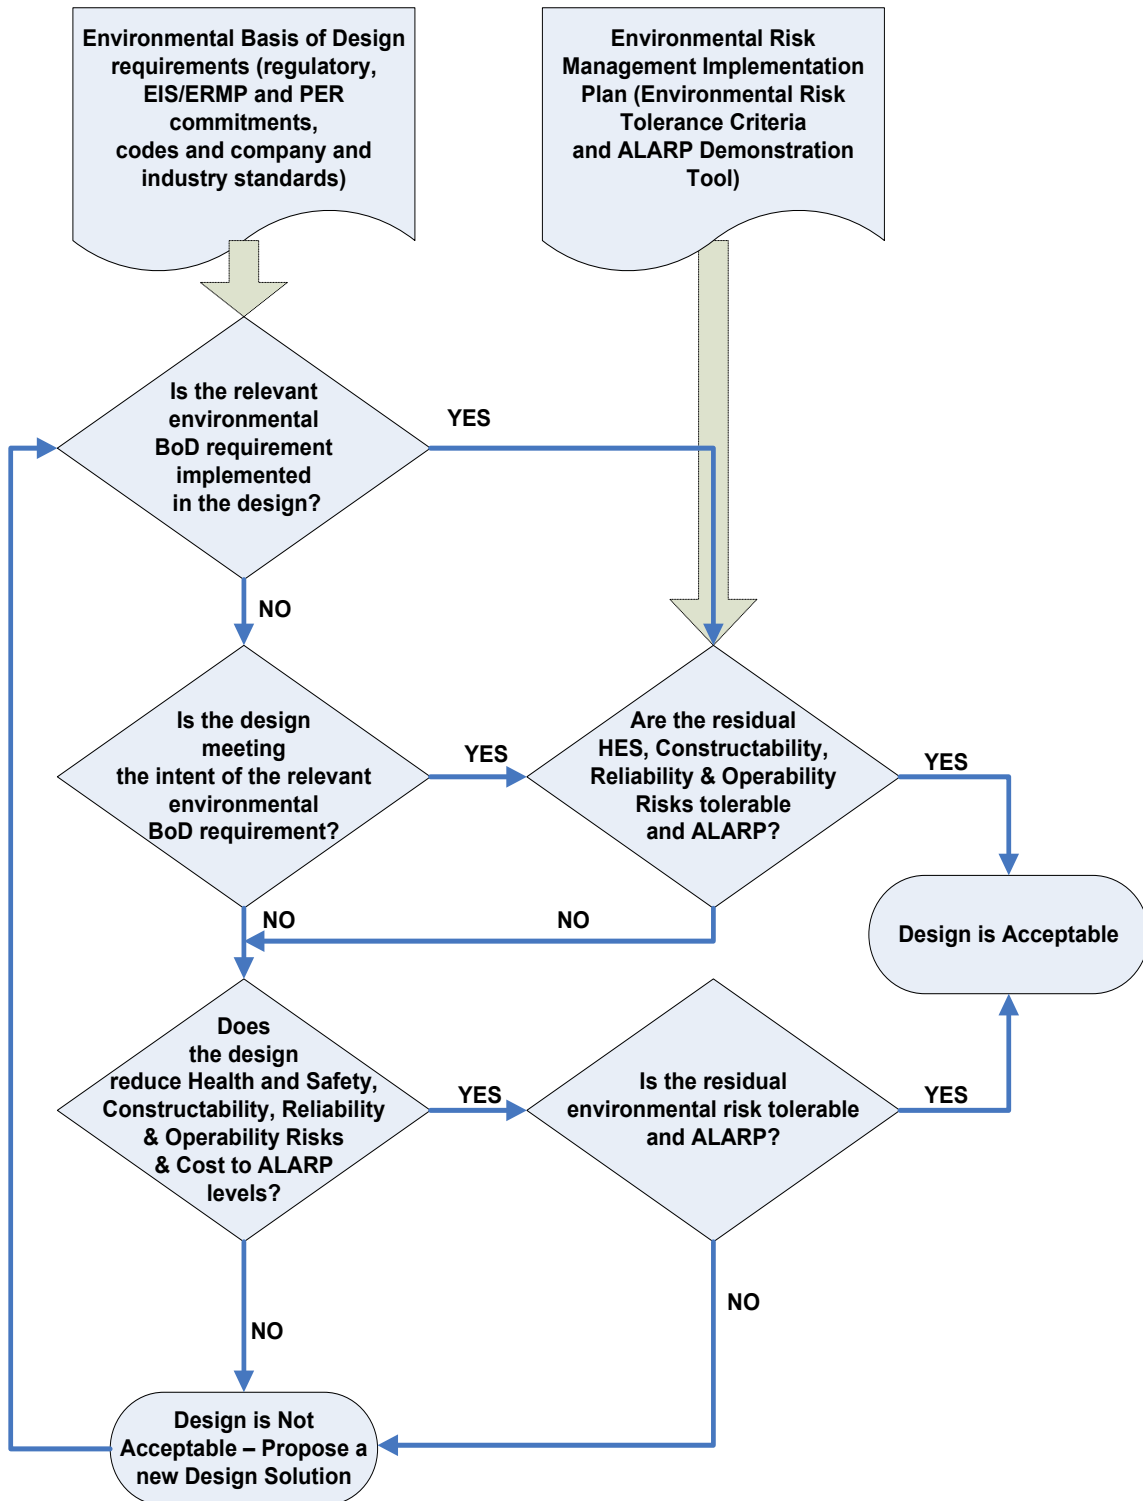 Environmental Basis of Design
requirements (regulatory,
EIS/ERMP and PER
commitments,
codes and company and
industry standards)
Environmental Risk
Management Implementation
Plan (Environmental Risk
Tolerance Criteria
and ALARP Demonstration
Tool)
Is the relevant
environmental
BoD requirement
implemented
in the design?
YES
NO
Is the design
meeting
the intent of the relevant
environmental
BoD requirement?
YES
Are the residual
HES, Constructability,
Reliability & Operability
Risks tolerable
and ALARP?
YES
NO
NO
Design is Acceptable
Does
the design
reduce Health and Safety,
Constructability, Reliability
& Operability Risks
& Cost to ALARP
levels?
YES
Is the residual
environmental risk tolerable
and ALARP?
YES
NO
NO
Design is Not
Acceptable – Propose a
new Design Solution